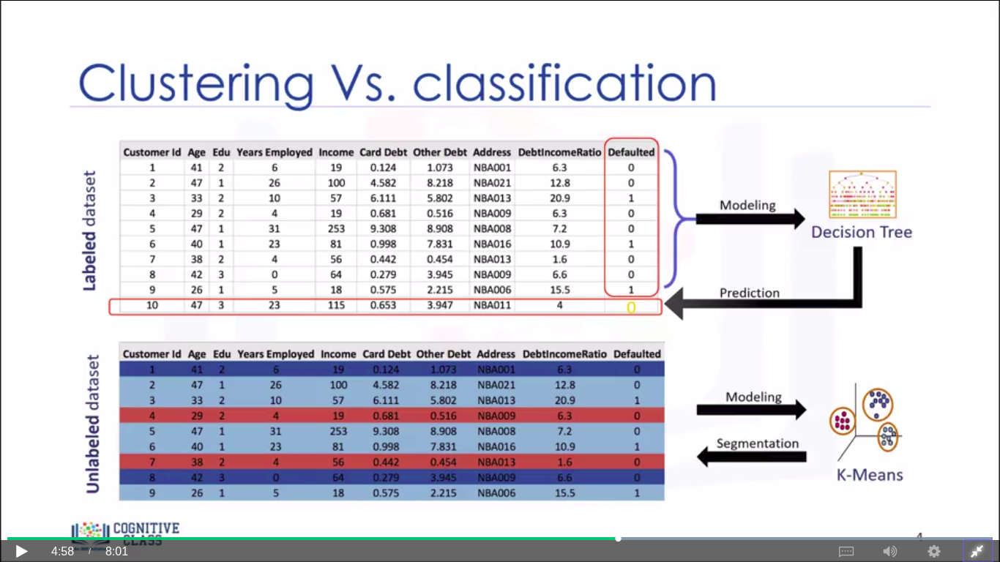 Clustering Vs. classification
Labeled dataset
Customer Id Age Edu Years Employed Income Card Debt Other Debt Address DebtIncomeRatio Defaulted
1 41 2 6 19 0.124 1.073 NBA001 6.3 0
2 47 1 26 100 4.582 8.218 NBA021 12.8 0
3 33 2 10 57 6.111 5.802 NBA013 20.9 1
4 29 2 4 19 0.681 0.516 NBA009 6.3 0
5 47 1 31 253 9.308 8.908 NBA008 7.2 0
6 40 1 23 81 0.998 7.831 NBA016 10.9 1
7 38 2 4 56 0.442 0.454 NBA013 1.6 0
8 42 3 0 64 0.279 3.945 NBA009 6.6 0
9 26 1 5 18 0.575 2.215 NBA006 15.5 1
10 47 3 23 115 0.653 3.947 NBA011 4 0
Modeling
Decision Tree
Prediction
Unlabeled dataset
Customer Id Age Edu Years Employed Income Card Debt Other Debt Address DebtIncomeRatio Defaulted
1 41 2 6 19 0.124 1.073 NBA001 6.3 0
2 47 1 26 100 4.582 8.218 NBA021 12.8 0
3 33 2 10 57 6.111 5.802 NBA013 20.9 1
4 29 2 4 19 0.681 0.516 NBA009 6.3 0
5 47 1 31 253 9.308 8.908 NBA008 7.2 0
6 40 1 23 81 0.998 7.831 NBA016 10.9 1
7 38 2 4 56 0.442 0.454 NBA013 1.6 0
8 42 3 0 64 0.279 3.945 NBA009 6.6 0
9 26 1 5 18 0.575 2.215 NBA006 15.5 1
Modeling
Segmentation
K-Means
COGNITIVE
CLASS
4
4:58 / 8:01